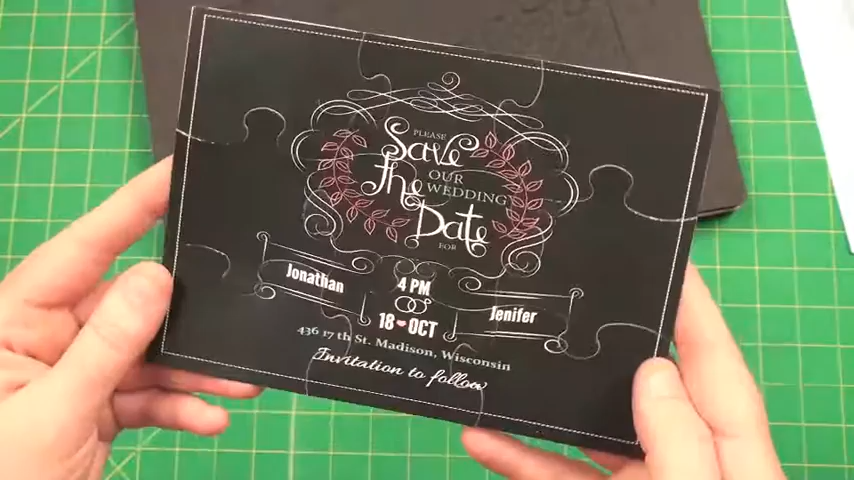 PLEASE
Save
the
OUR
WEDDING
Date
FOR
Jonathan
4 PM
18 OCT
Jenifer
436 17 th St. Madison, Wisconsin
Invitation to follow